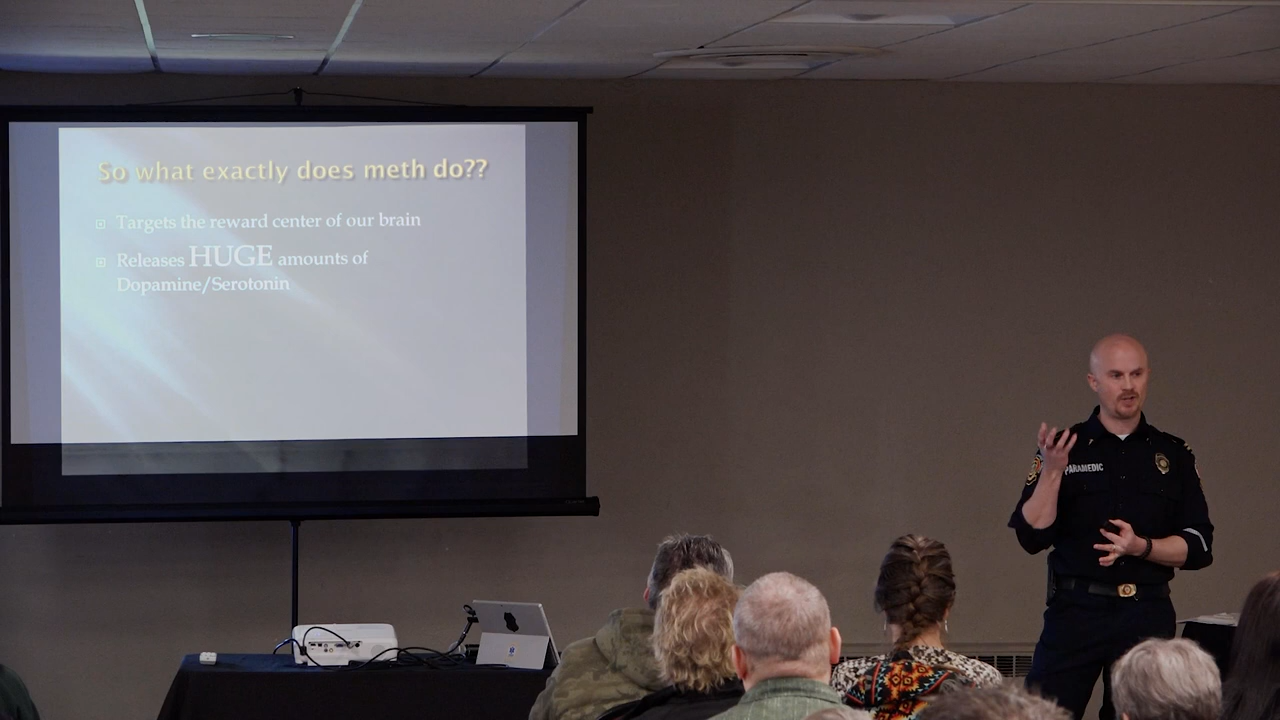 So what exactly does meth do??
Targets the reward center of our brain
Releases HUGE amounts of
Dopamine/Serotonin
PARAMEDIC